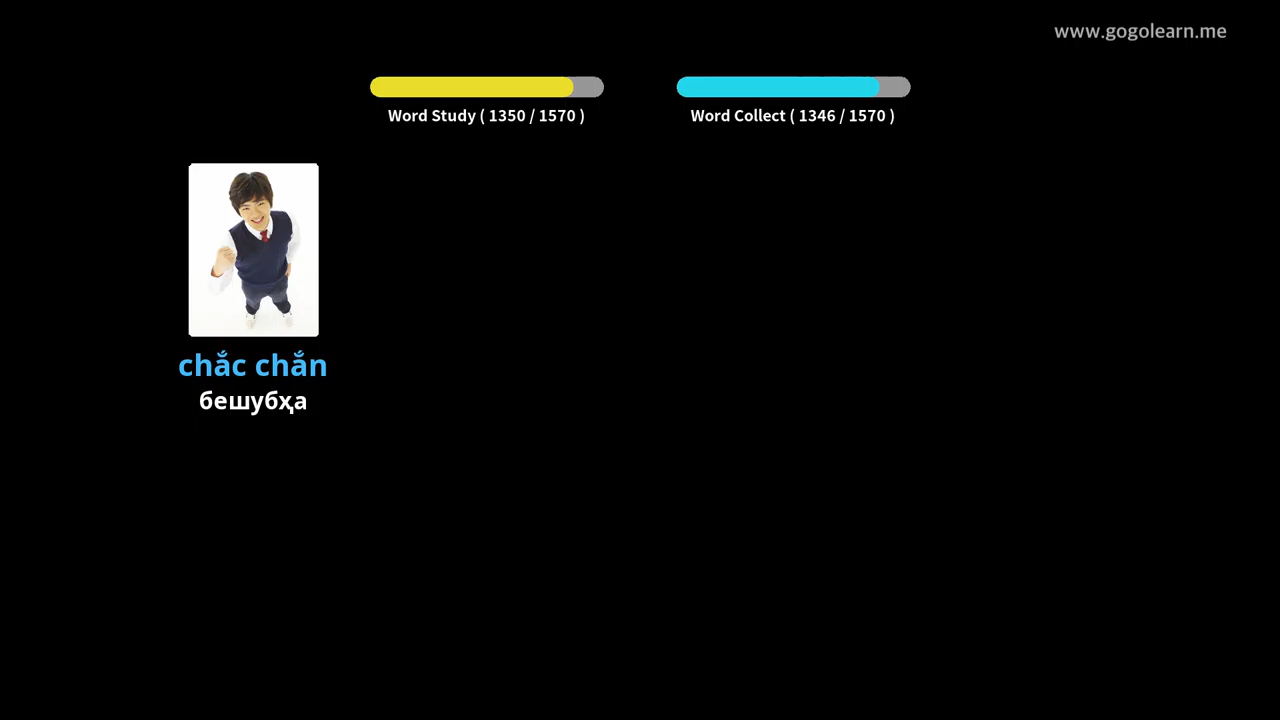 www.gogolearn.me
Word Study ( 1350 / 1570 )
Word Collect ( 1346 / 1570 )
chắc chắn
бешубҳа